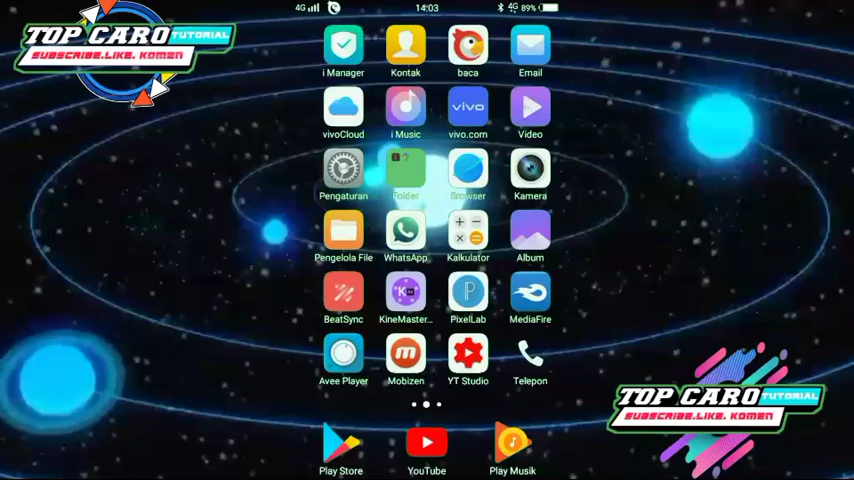 4G 14:03 4G 89%
TOP CARO TUTORIAL
SUBSCRIBE.LIKE. KOMEN
i Manager Kontak baca Email
vivo
vivoCloud i Music vivo.com Video
Pengaturan Folder Browser Kamera
Pengelola File WhatsApp Kalkulator Album
K
P
BeatSync KineMaster... PixelLab MediaFire
m
Avee Player Mobizen YT Studio Telepon
TOP CARO TUTORIAL
SUBSCRIBE.LIKE. KOMEN
Play Store YouTube Play Musik